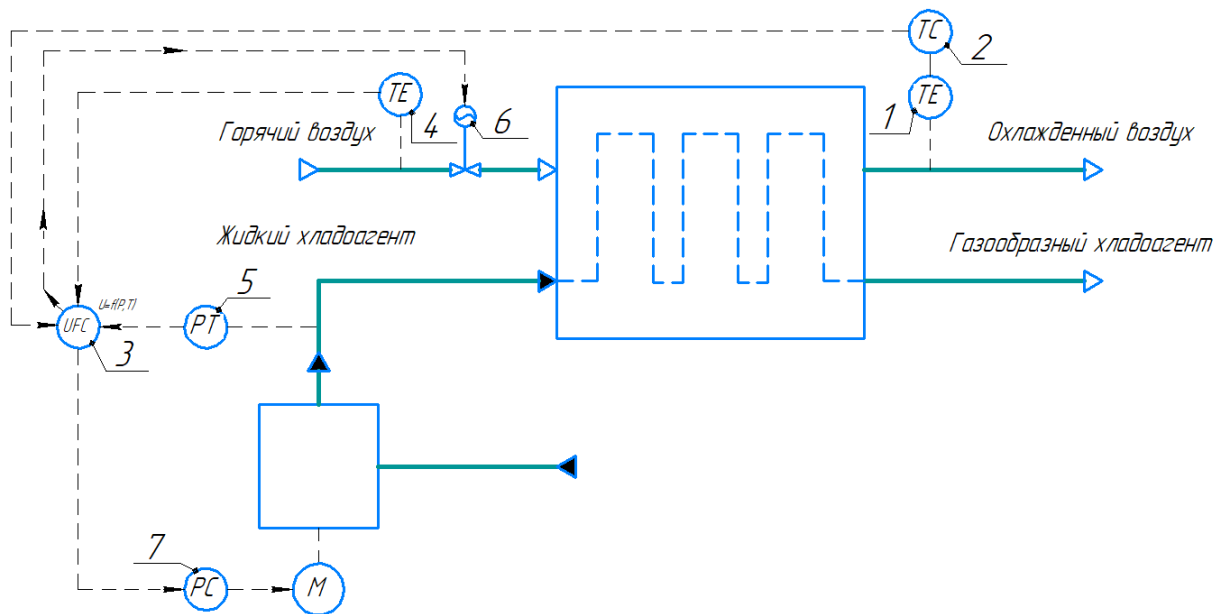 TC
2
TE
4
TE
1
6
Горячий воздух
Охлажденный воздух
Жидкий хладоагент
Газообразный хладоагент
5
U=f(P,T)
UFC
PT
3
7
PC
M